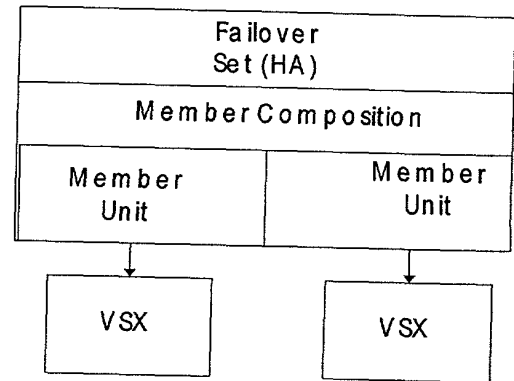 Failover
Set (HA)
Member Composition
Member
Unit
Member
Unit
VSX
VSX